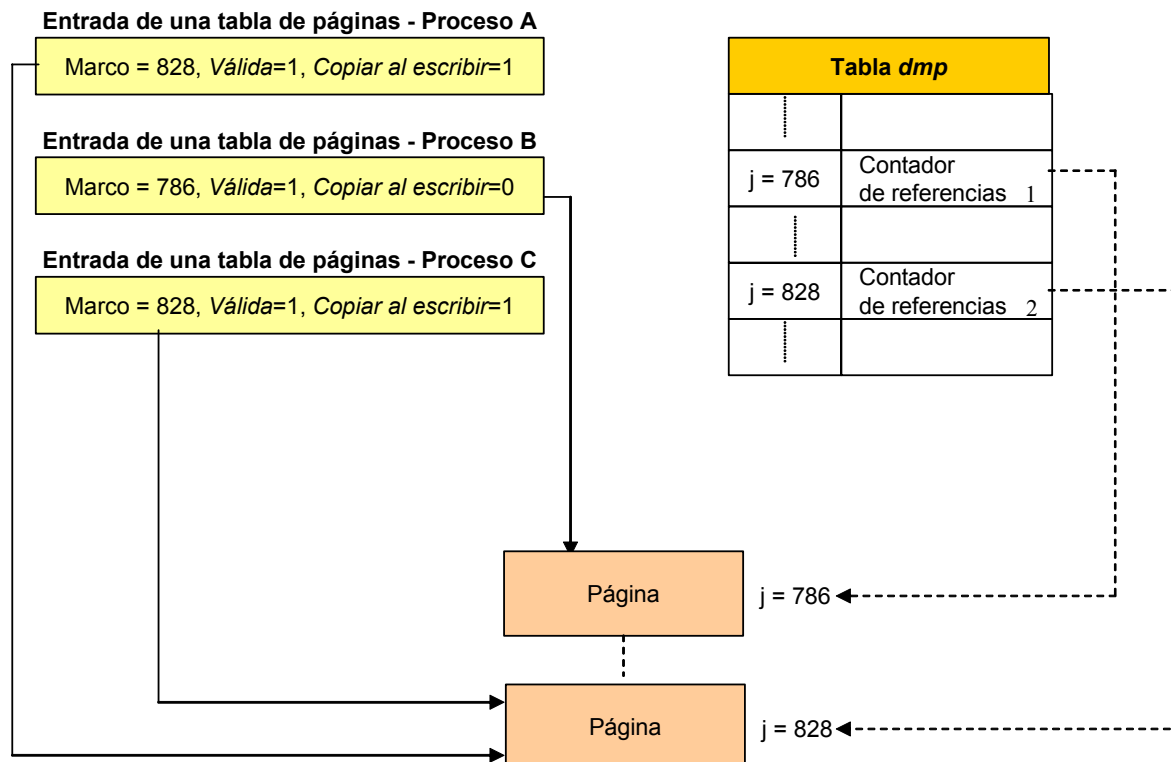 Entrada de una tabla de páginas - Proceso A
Marco = 828, Válida=1, Copiar al escribir=1
Entrada de una tabla de páginas - Proceso B
Marco = 786, Válida=1, Copiar al escribir=0
Entrada de una tabla de páginas - Proceso C
Marco = 828, Válida=1, Copiar al escribir=1
Tabla dmp
j = 786
Contador
de referencias 1
j = 828
Contador
de referencias 2
Página
j = 786
Página
j = 828